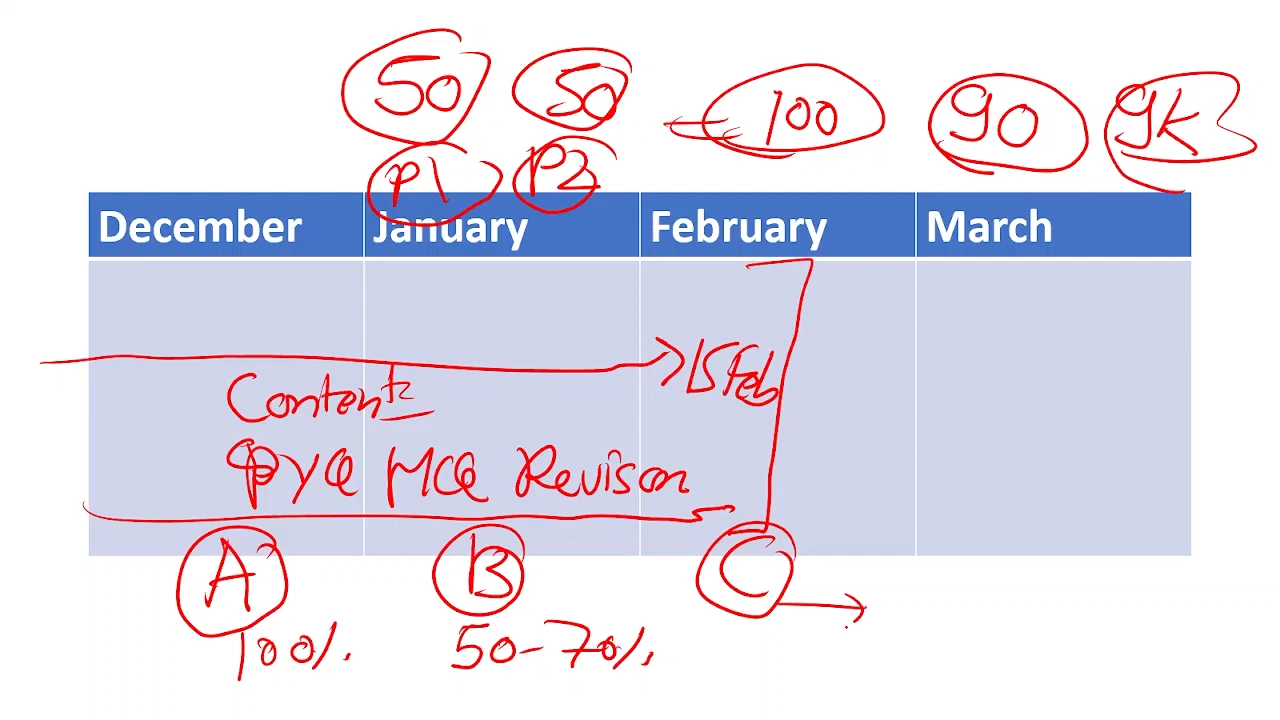 50 50 100 90 9K
P1 P2
December January February March
15 Feb
Content
PYQ MCQ Revison
A B C
100% 50-70%